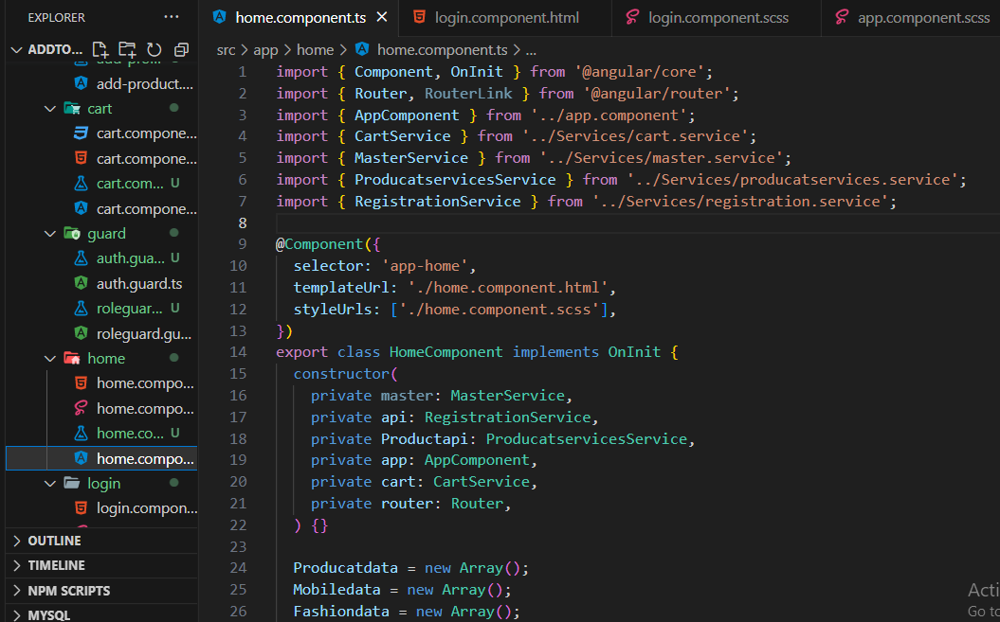 EXPLORER ···
ADDTO...
add-product....
cart
cart.compone...
cart.compone...
cart.com... U
cart.compone...
guard
auth.gua... U
auth.guard.ts
roleguar... U
roleguard.gu...
home
home.compo...
home.compo...
home.co... U
home.compo...
login
login.compon...
OUTLINE
TIMELINE
NPM SCRIPTS
MYSQL
home.component.ts
login.component.html
login.component.scss
app.component.scss
src > app > home > home.component.ts > ...
1 import { Component, OnInit } from '@angular/core';
2 import { Router, RouterLink } from '@angular/router';
3 import { AppComponent } from '../app.component';
4 import { CartService } from '../Services/cart.service';
5 import { MasterService } from '../Services/master.service';
6 import { ProducatservicesService } from '../Services/producatservices.service';
7 import { RegistrationService } from '../Services/registration.service';
8
9 @Component({
10 selector: 'app-home',
11 templateUrl: './home.component.html',
12 styleUrls: ['./home.component.scss'],
13 })
14 export class HomeComponent implements OnInit {
15 constructor(
16 private master: MasterService,
17 private api: RegistrationService,
18 private Productapi: ProducatservicesService,
19 private app: AppComponent,
20 private cart: CartService,
21 private router: Router,
22 ) {}
23
24 Producatdata = new Array();
25 Mobiledata = new Array();
26 Fashiondata = new Array();
Acti
Go to